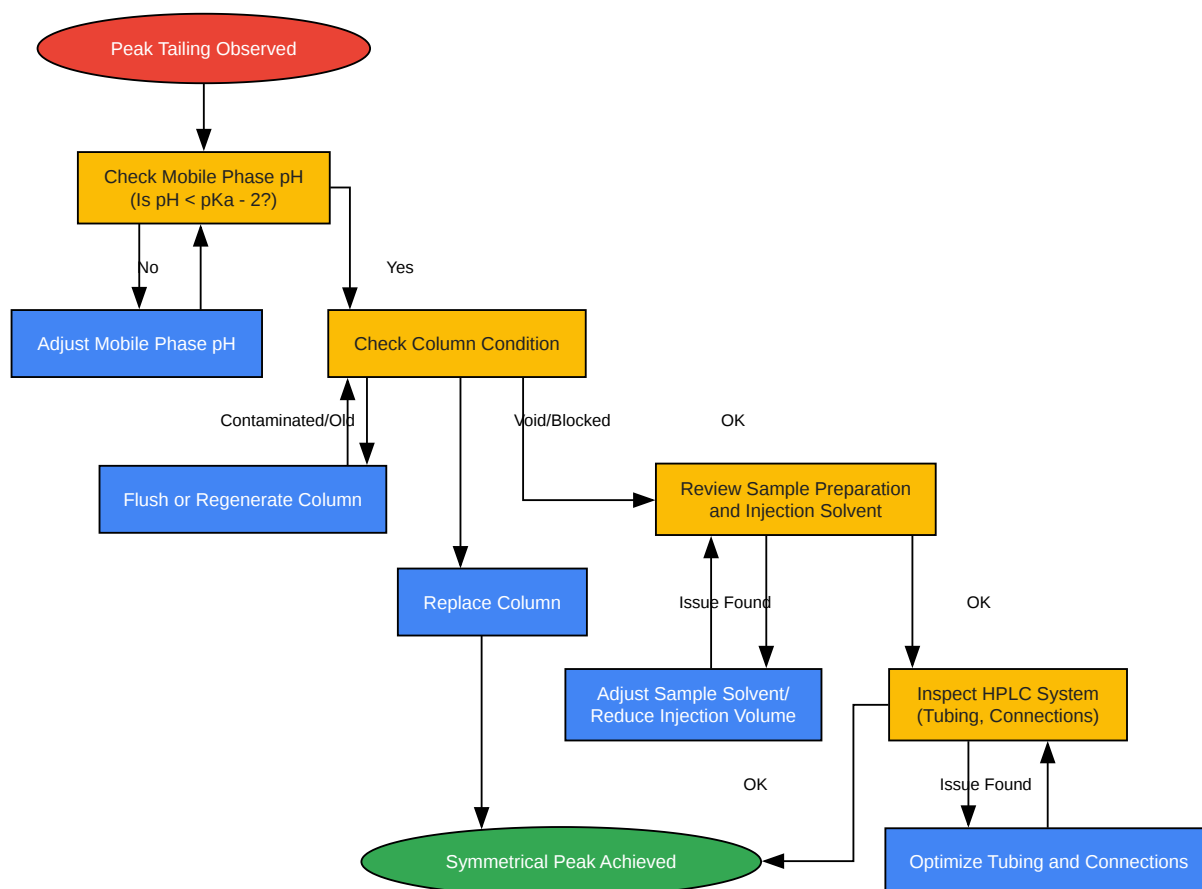 Peak Tailing Observed
Check Mobile Phase pH
(Is pH < pKa - 2?)
No
Yes
Adjust Mobile Phase pH
Check Column Condition
Contaminated/Old
Void/Blocked
OK
Flush or Regenerate Column
Review Sample Preparation
and Injection Solvent
Replace Column
Issue Found
OK
Adjust Sample Solvent/
Reduce Injection Volume
Inspect HPLC System
(Tubing, Connections)
OK
Issue Found
Symmetrical Peak Achieved
Optimize Tubing and Connections